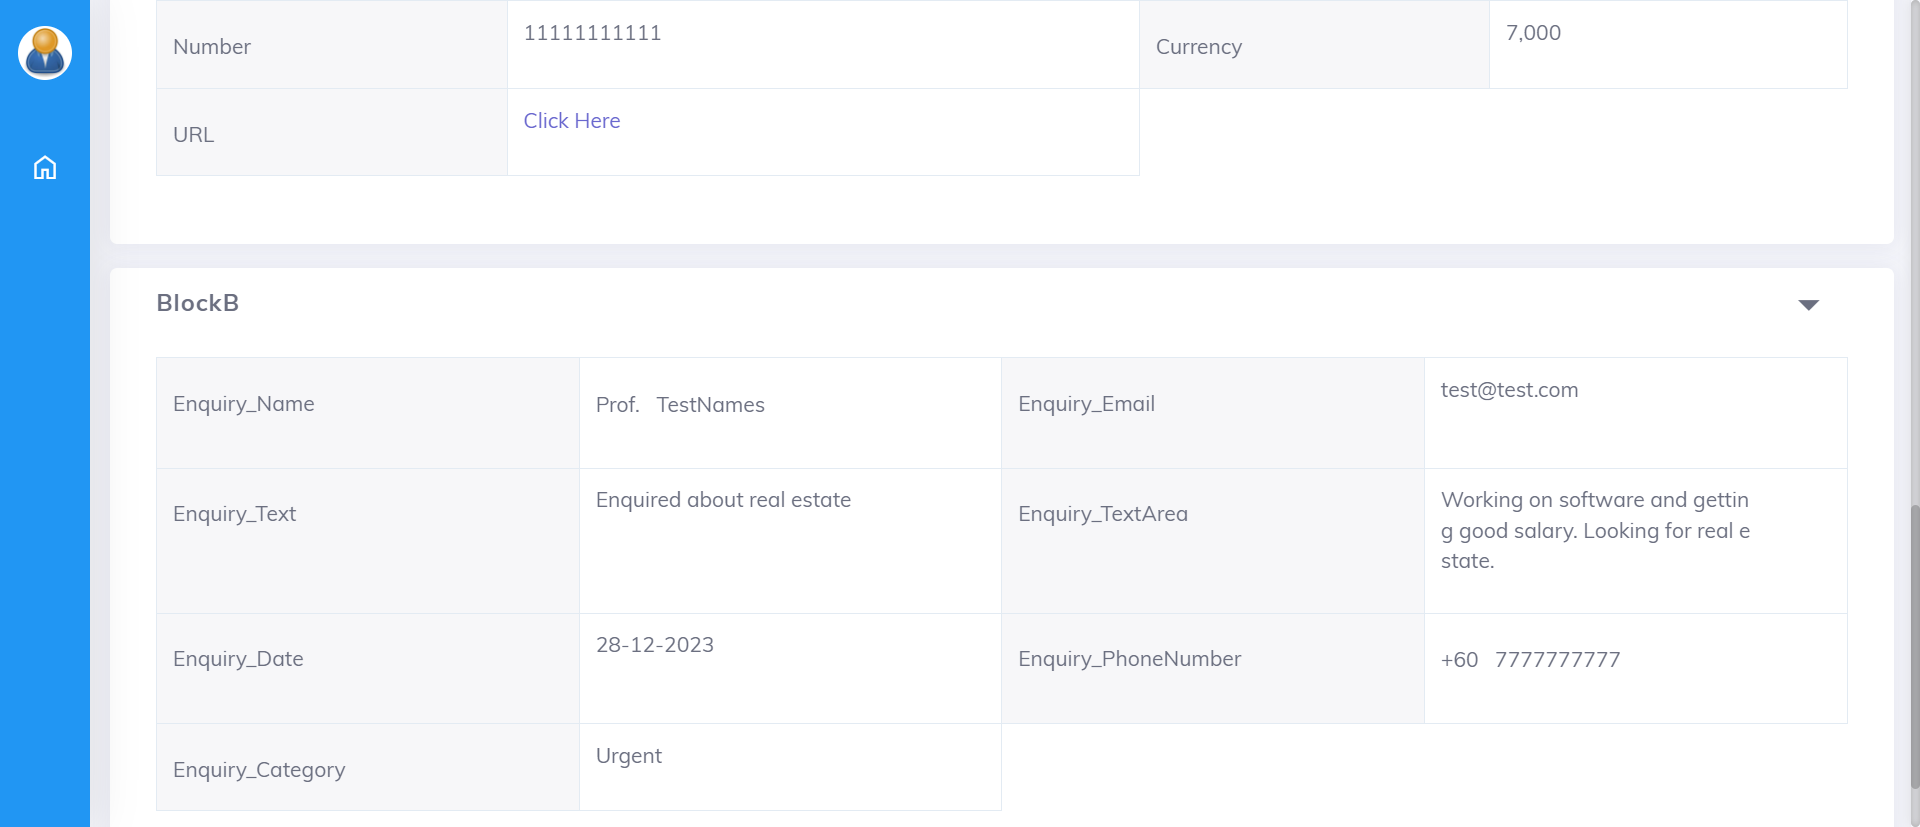 Number 11111111111 Currency 7,000
URL Click Here
BlockB
Enquiry_Name Prof. TestNames Enquiry_Email test@test.com
Enquiry_Text Enquired about real estate Enquiry_TextArea Working on software and gettin
g good salary. Looking for real e
state.
Enquiry_Date 28-12-2023 Enquiry_PhoneNumber +60 7777777777
Enquiry_Category Urgent